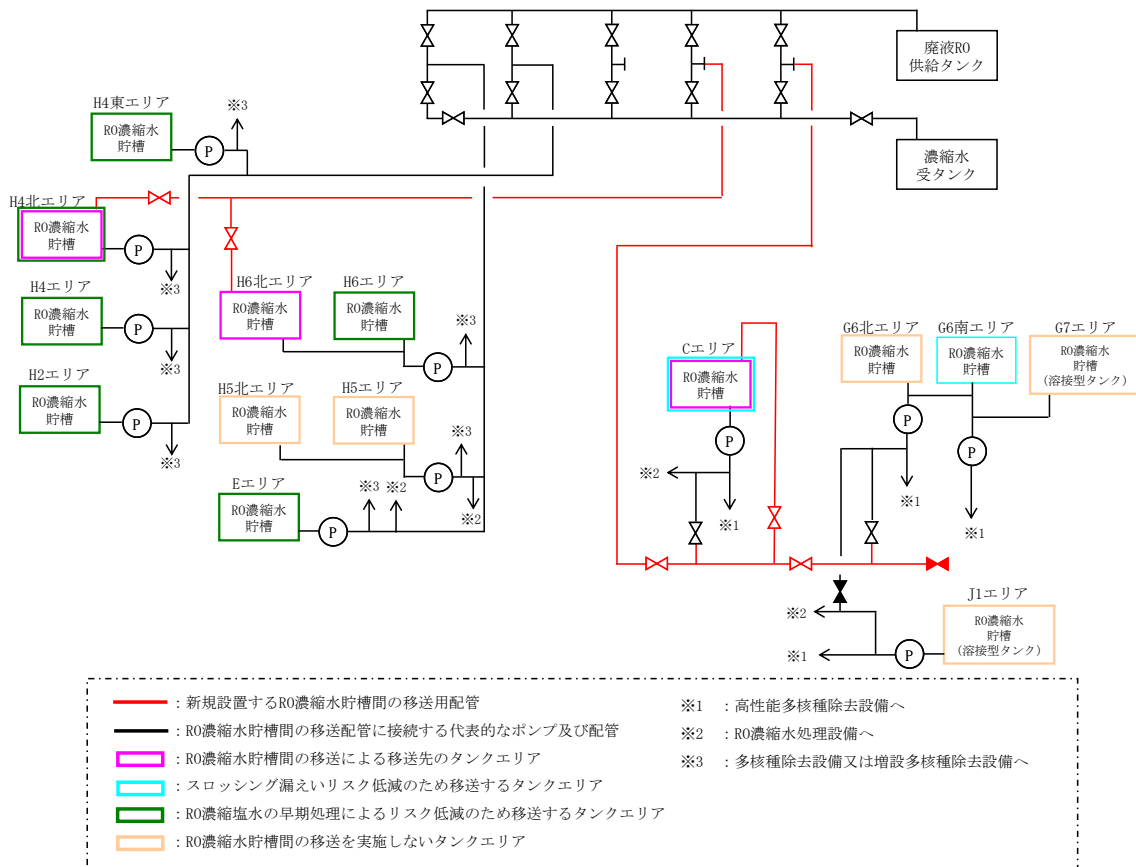 廃液RO
供給タンク
濃縮水
受タンク
H4東エリア
※3
RO濃縮水
貯槽
P
H4北エリア
RO濃縮水
貯槽
P
※3
H4エリア
RO濃縮水
貯槽
P
※3
H2エリア
RO濃縮水
貯槽
P
※3
H6北エリア
RO濃縮水
貯槽
H6エリア
RO濃縮水
貯槽
※3
P
H5北エリア
RO濃縮水
貯槽
H5エリア
RO濃縮水
貯槽
※3
P
※2
Eエリア
RO濃縮水
貯槽
※3
※2
P
Cエリア
RO濃縮水
貯槽
P
※2
※1
G6北エリア
RO濃縮水
貯槽
P
※1
G6南エリア
RO濃縮水
貯槽
P
※1
G7エリア
RO濃縮水
貯槽
(溶接型タンク)
J1エリア
RO濃縮水
貯槽
(溶接型タンク)
P
※2
※1
:新規設置するRO濃縮水貯槽間の移送用配管
:RO濃縮水貯槽間の移送配管に接続する代表的なポンプ及び配管
:RO濃縮水貯槽間の移送による移送先のタンクエリア
:スロッシング漏えいリスク低減のため移送するタンクエリア
:RO濃縮塩水の早期処理によるリスク低減のため移送するタンクエリア
:RO濃縮水貯槽間の移送を実施しないタンクエリア
※1 :高性能多核種除去設備へ
※2 :RO濃縮水処理設備へ
※3 :多核種除去設備又は増設多核種除去設備へ